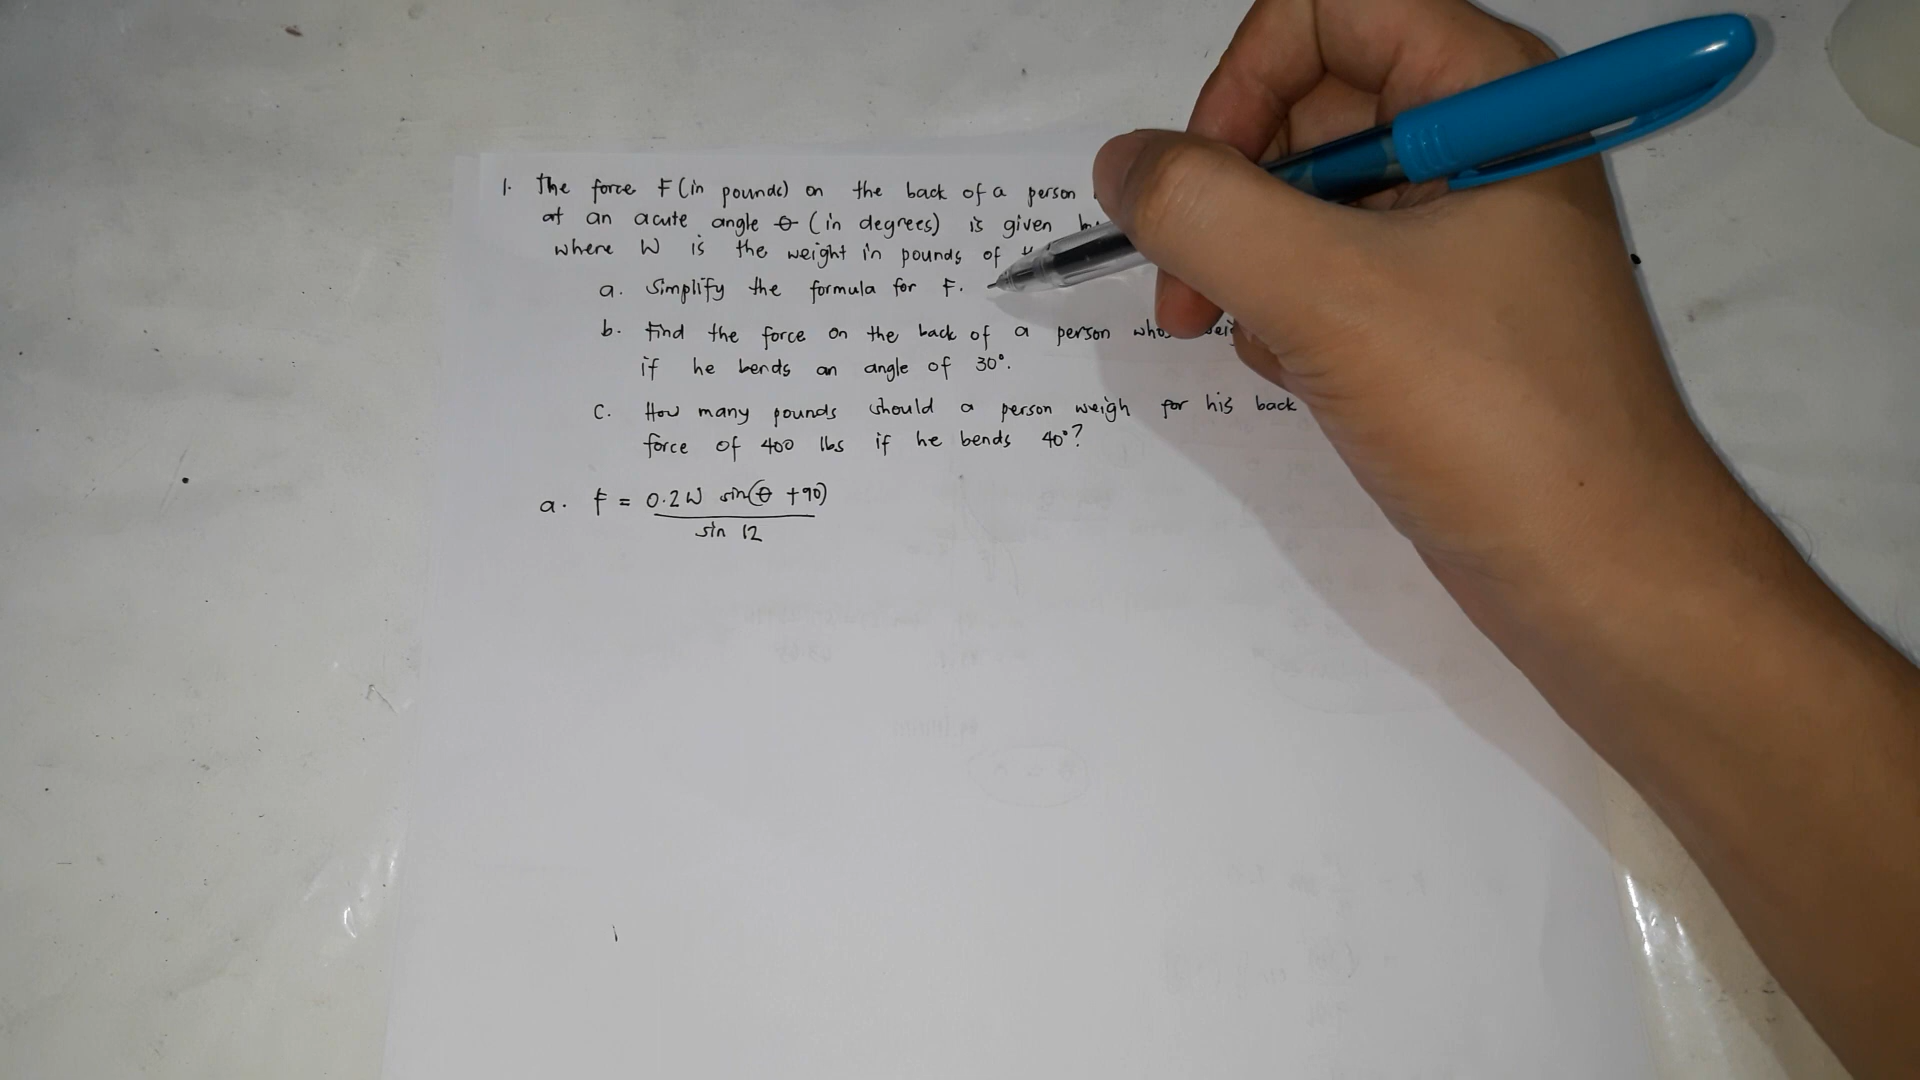 1. The force F (in pounds) on the back of a person
at an acute angle θ (in degrees) is given
where W is the weight in pounds of
a. Simplify the formula for F.
b. Find the force on the back of a person
if he bends an angle of 30°.
c. How many pounds should a person weigh for his back
force of 400 lbs if he bends 40°?
a. F = 0.2W sin(θ + 90)
sin 12